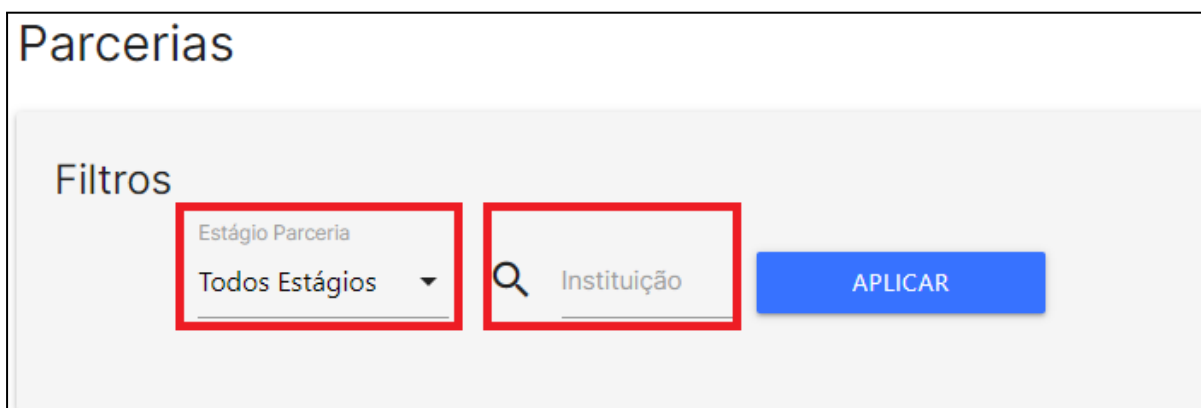 Parcerias
Filtros
Estágio Parceria
Todos Estágios
Instituição
APLICAR